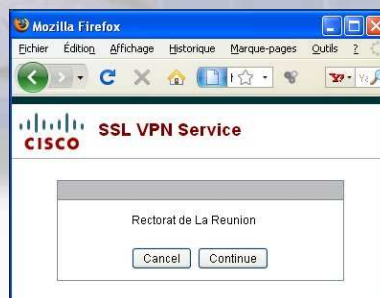 Mozilla Firefox
Fichier Édition Affichage Historique Marque-pages Outils ?
CISCO SSL VPN Service
Rectorat de La Reunion
Cancel Continue